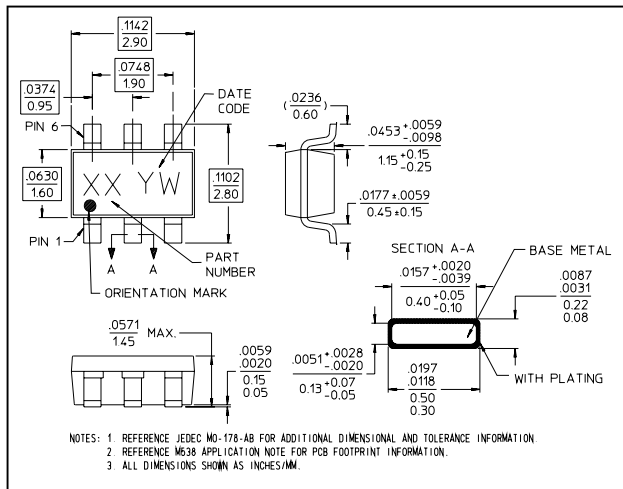 .1142
2.90
.0748
1.90
.0374
0.95
DATE
CODE
PIN 6
XX YW
.0630
1.60
.1102
2.80
PIN 1
A A
PART
NUMBER
ORIENTATION MARK
(.0236
0.60)
.0453 +.0059 -.0098
1.15 +0.15 -0.25
.0177 ±.0059
0.45 ±0.15
SECTION A-A
BASE METAL
.0157 +.0020 -.0039
0.40 +0.05 -0.10
.0087
.0031
0.22
0.08
.0571
1.45 MAX.
.0059
.0020
0.15
0.05
.0051 +.0028 -.0020
0.13 +0.07 -0.05
.0197
.0118
0.50
0.30
WITH PLATING
NOTES: 1. REFERENCE JEDEC MO-178-AB FOR ADDITIONAL DIMENSIONAL AND TOLERANCE INFORMATION.
2. REFERENCE M538 APPLICATION NOTE FOR PCB FOOTPRINT INFORMATION.
3. ALL DIMENSIONS SHOWN AS INCHES/MM.